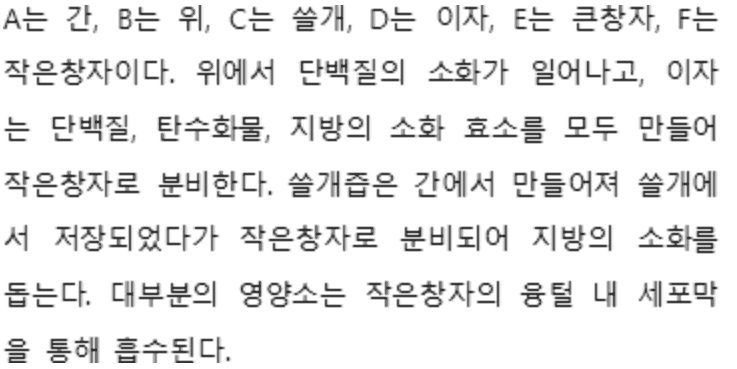 A는 간, B는 위, C는 쓸개, D는 이자, E는 큰창자, F는
작은창자이다. 위에서 단백질의 소화가 일어나고, 이자
는 단백질, 탄수화물, 지방의 소화 효소를 모두 만들어
작은창자로 분비한다. 쓸개즙은 간에서 만들어져 쓸개에
서 저장되었다가 작은창자로 분비되어 지방의 소화를
돕는다. 대부분의 영양소는 작은창자의 융털 내 세포막
을 통해 흡수된다.